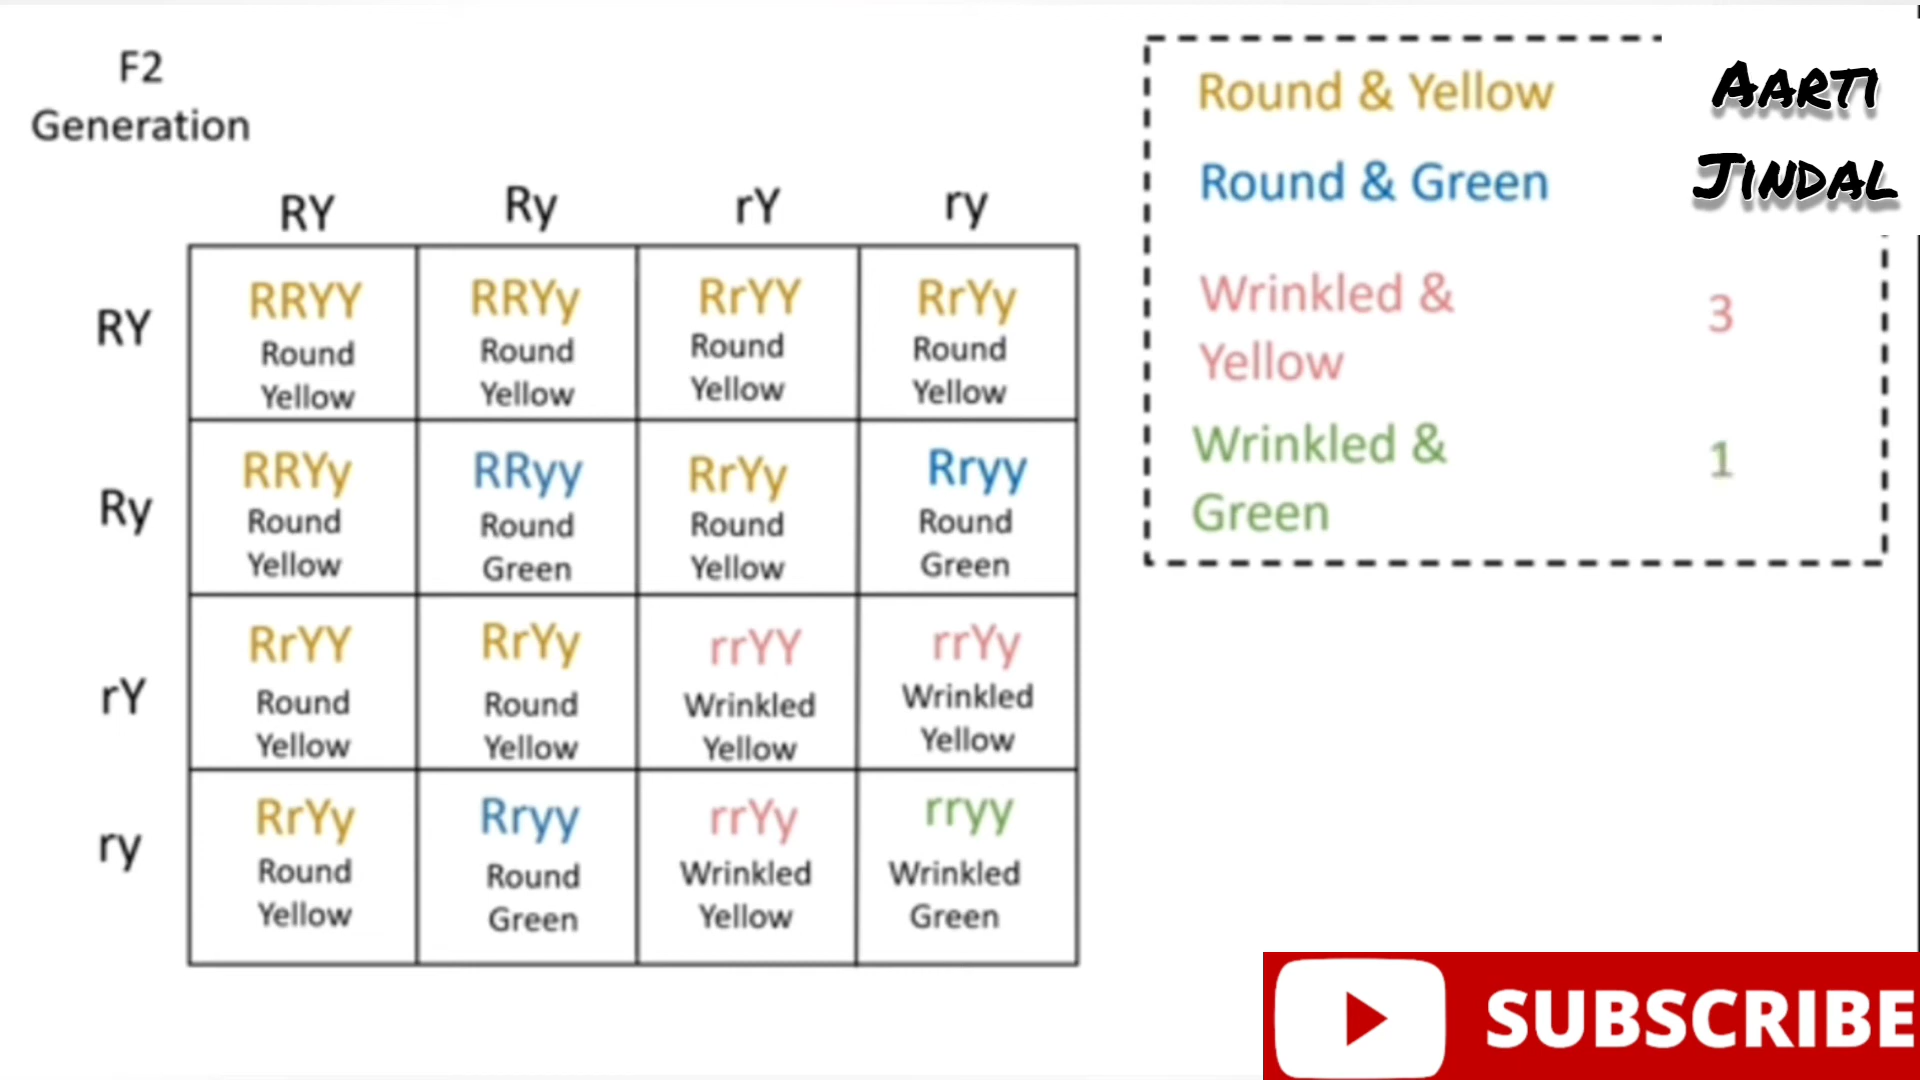 F2
Generation
Round & Yellow
Round & Green
Wrinkled &
Yellow
3
Wrinkled &
Green
1
AARTI
JINDAL
RY Ry rY ry
RY
RRYY RRYy RrYY RrYy
Round Round Round Round
Yellow Yellow Yellow Yellow
Ry
RRYy RRyy RrYy Rryy
Round Round Round Round
Yellow Green Yellow Green
rY
RrYY RrYy rrYY rrYy
Round Round Wrinkled Wrinkled
Yellow Yellow Yellow Yellow
ry
RrYy Rryy rrYy rryy
Round Round Wrinkled Wrinkled
Yellow Green Yellow Green
SUBSCRIBE